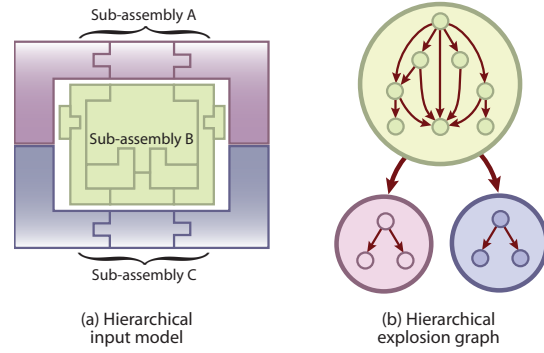 Sub-assembly A
Sub-assembly B
Sub-assembly C
(a) Hierarchical
input model
(b) Hierarchical
explosion graph